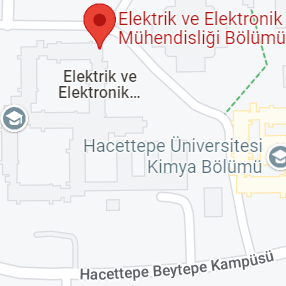 Elektrik ve Elektronik
Mühendisliği Bölümü
Elektrik ve
Elektronik...
Hacettepe Üniversitesi
Kimya Bölümü
Hacettepe Beytepe Kampüsü